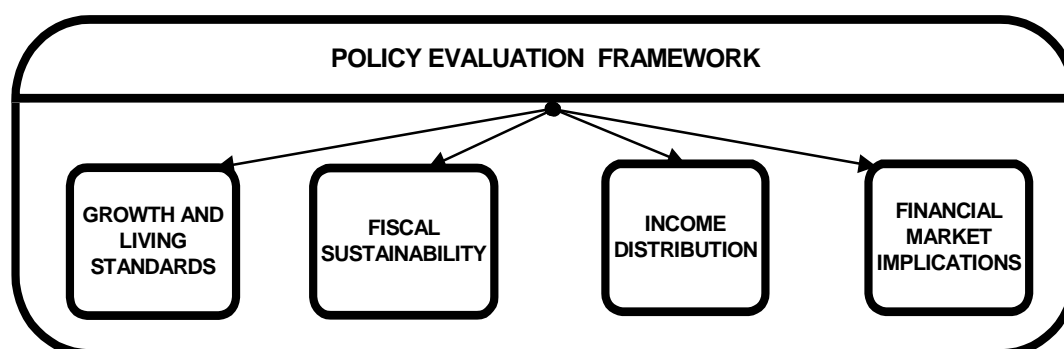 POLICY EVALUATION FRAMEWORK
GROWTH AND
LIVING
STANDARDS
FISCAL
SUSTAINABILITY
INCOME
DISTRIBUTION
FINANCIAL
MARKET
IMPLICATIONS